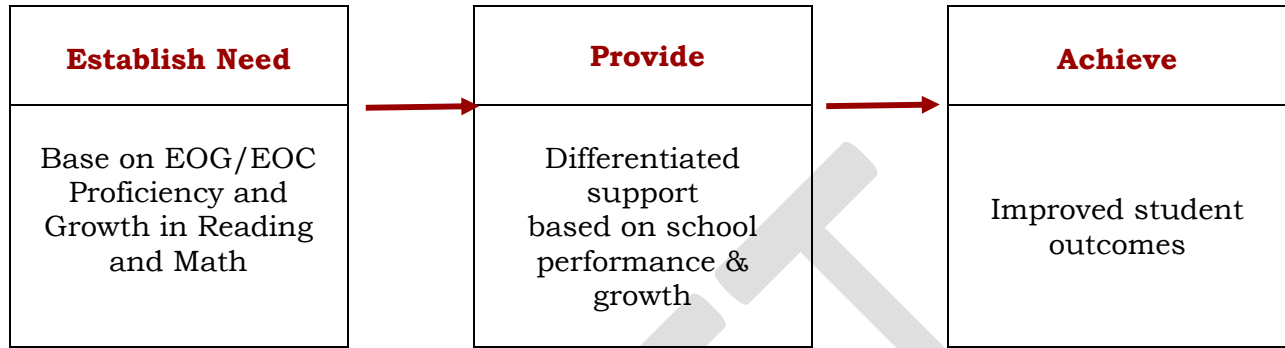 Establish Need
Base on EOG/EOC
Proficiency and
Growth in Reading
and Math
Provide
Differentiated
support
based on school
performance &
growth
Achieve
Improved student
outcomes